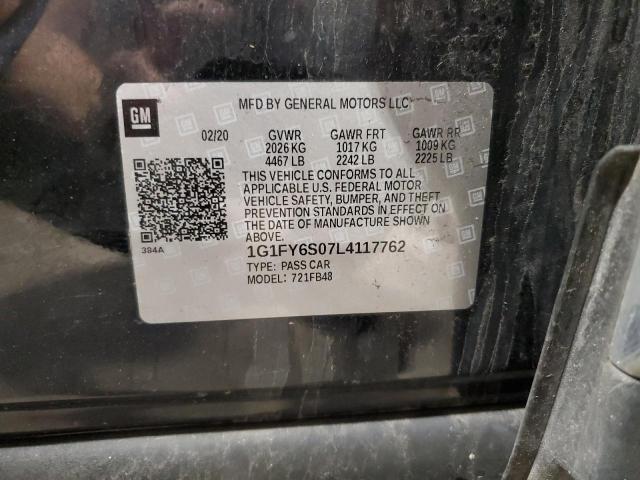 GM
MFD BY GENERAL MOTORS LLC
02/20 GVWR GAWR FRT GAWR RR
2026 KG 1017 KG 1009 KG
4467 LB 2242 LB 2225 LB
THIS VEHICLE CONFORMS TO ALL
APPLICABLE U.S. FEDERAL MOTOR
VEHICLE SAFETY, BUMPER, AND THEFT
PREVENTION STANDARDS IN EFFECT ON
THE DATE OF MANUFACTURE SHOWN
ABOVE.
384A
1G1FY6S07L4117762
TYPE: PASS CAR
MODEL: 721FB48